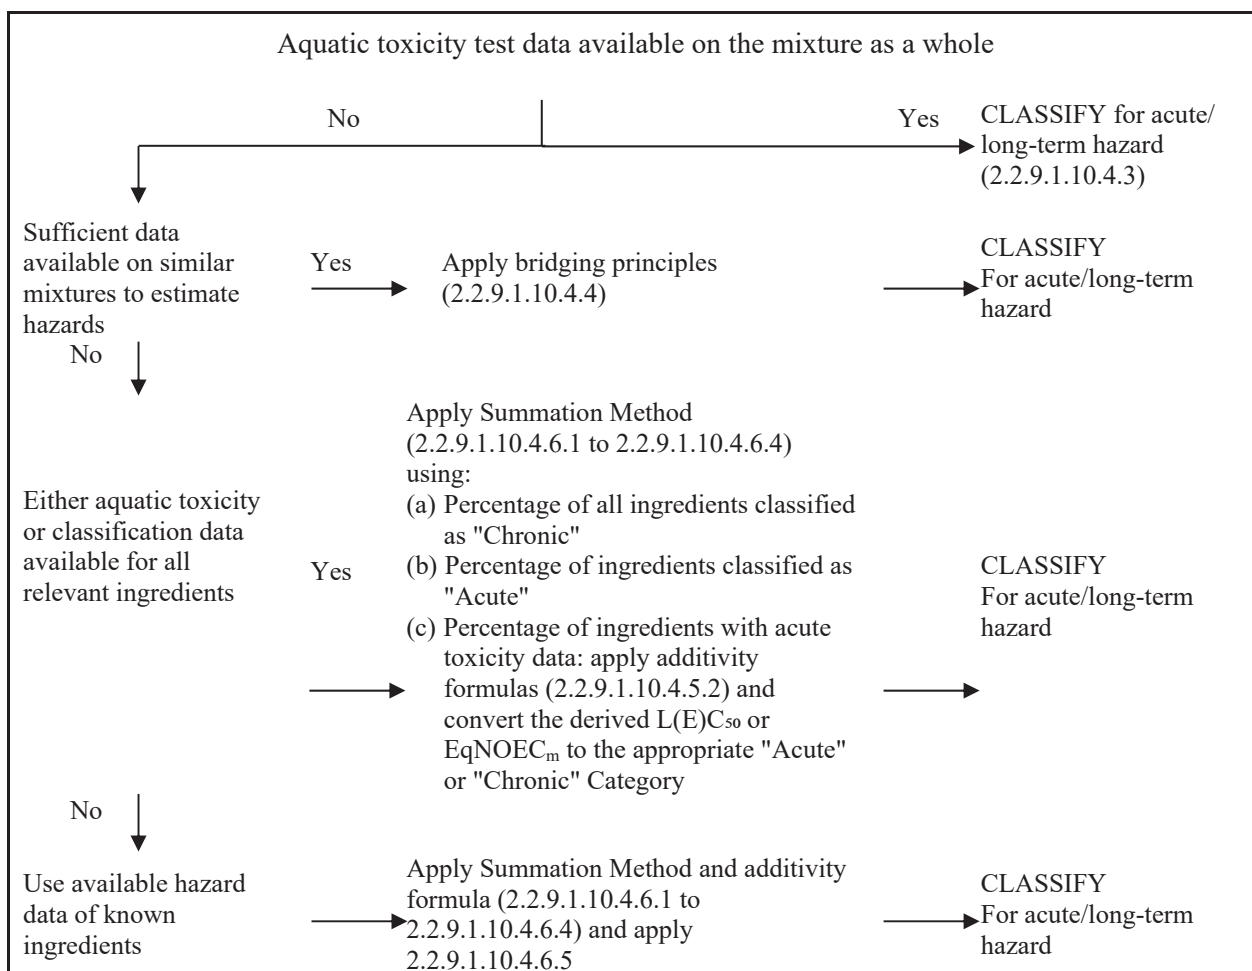 Aquatic toxicity test data available on the mixture as a whole
No
Yes
CLASSIFY for acute/
long-term hazard
(2.2.9.1.10.4.3)
Sufficient data
available on similar
mixtures to estimate
hazards
Yes
Apply bridging principles
(2.2.9.1.10.4.4)
CLASSIFY
For acute/long-term
hazard
No
Either aquatic toxicity
or classification data
available for all
relevant ingredients
Yes
Apply Summation Method
(2.2.9.1.10.4.6.1 to 2.2.9.1.10.4.6.4)
using:
(a) Percentage of all ingredients classified
as "Chronic"
(b) Percentage of ingredients classified as
"Acute"
(c) Percentage of ingredients with acute
toxicity data: apply additivity
formulas (2.2.9.1.10.4.5.2) and
convert the derived L(E)C₅₀ or
EqNOECₘ to the appropriate "Acute"
or "Chronic" Category
CLASSIFY
For acute/long-term
hazard
No
Use available hazard
data of known
ingredients
Apply Summation Method and additivity
formula (2.2.9.1.10.4.6.1 to
2.2.9.1.10.4.6.4) and apply
2.2.9.1.10.4.6.5
CLASSIFY
For acute/long-term
hazard